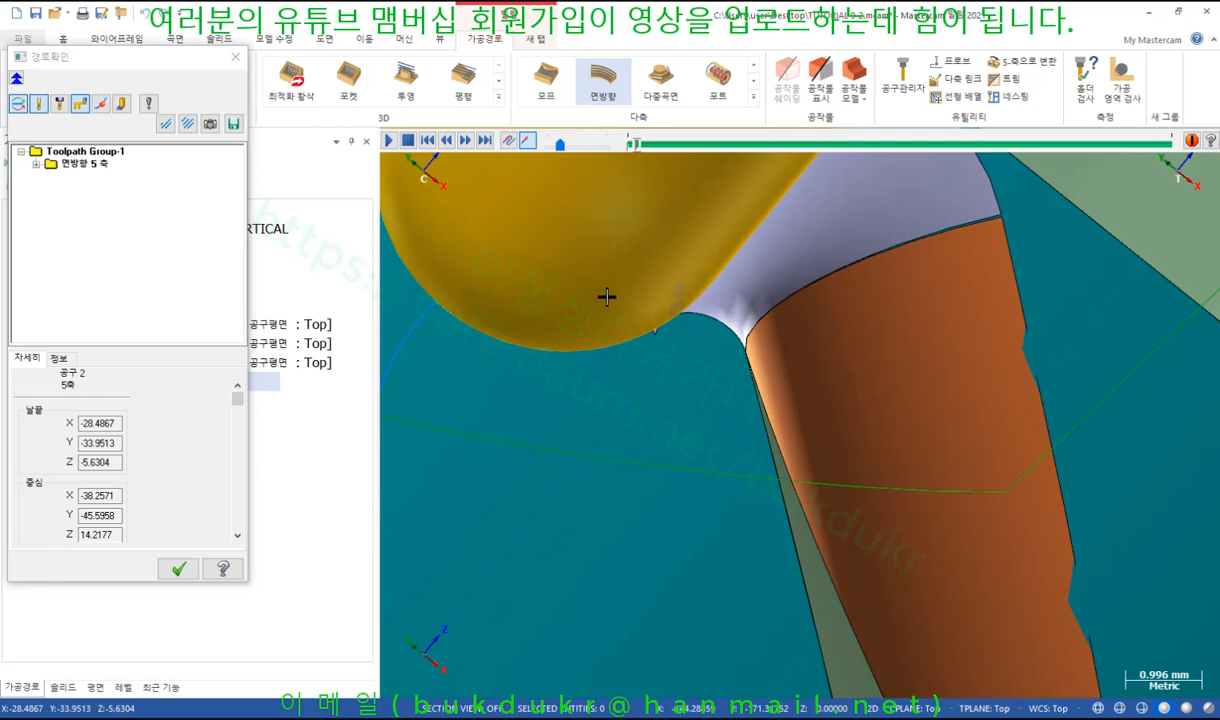 여러분의 유튜브 맴버십 회원가입이 영상을 업로드하는데 힘이 됩니다.
My Mastercam
파일 홈 와이어프레임 곡면 솔리드 모델 수정 도면 이동 머신 뷰 가공경로 새 탭
최적화 황삭 포켓 투영 평행
3D
모프 면방향 다중곡면 포트
다축
공작물 쉐이딩 공작물 표시 공작물 모델
공작물
공구관리자 프로브 다축 링크 선형 배열 5-축으로 변환 트림 네스팅
유틸리티
홀더 검사 가공 영역 검사
측정
새 그룹
경로확인
Toolpath Group-1
면방향 5 축
RTICAL
공구평면 : Top]
공구평면 : Top]
공구평면 : Top]
자세히 정보
공구 2
5축
날끝
X -28.4867
Y -33.9513
Z -5.6304
중심
X -38.2571
Y -45.5958
Z 14.2177
C
T
X
Y
Z
0.996 mm
Metric
가공경로 솔리드 평면 레벨 최근 기능
이 메 일 ( b u k d u k r @ h a n m a i l . n e t )
X:-28.4867 Y:-33.9513 Z:-5.6304
SECTION VIEW: OFF SELECTED ENTITIES: 0
0.00000 CPLANE: Top TPLANE: Top WCS: Top